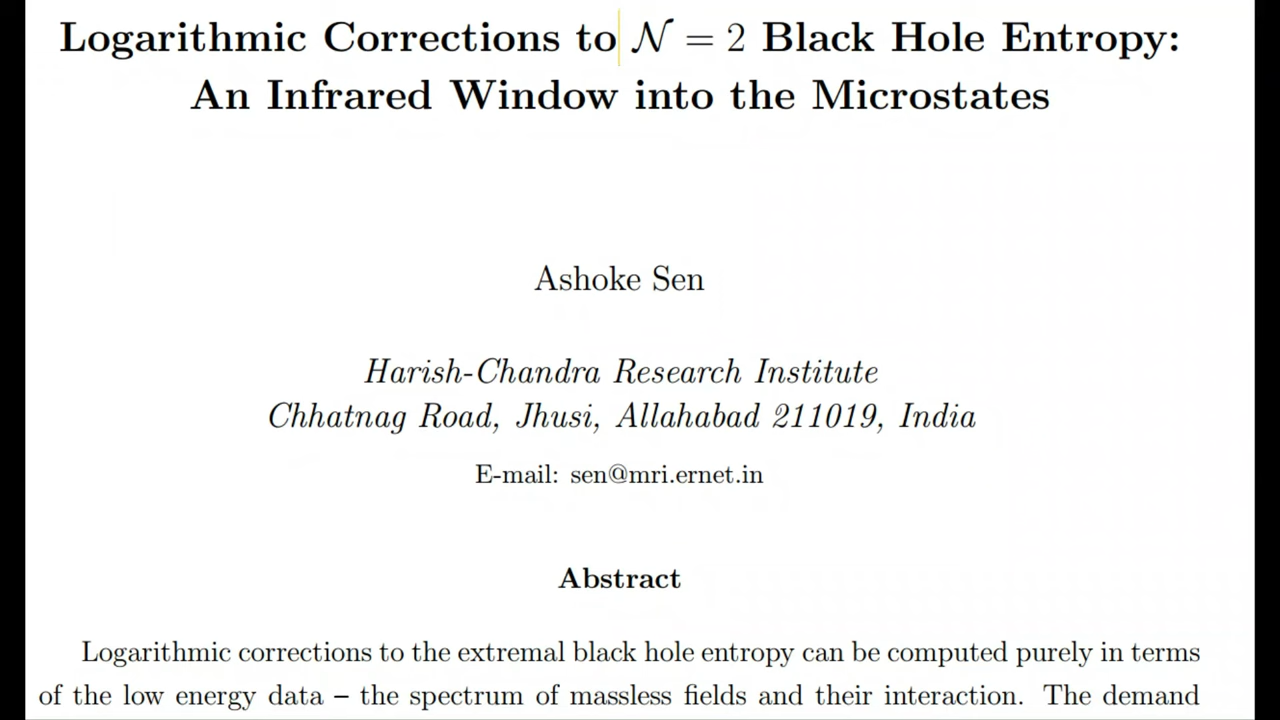 Logarithmic Corrections to 𝒩 = 2 Black Hole Entropy:
An Infrared Window into the Microstates
Ashoke Sen
Harish-Chandra Research Institute
Chhatnag Road, Jhusi, Allahabad 211019, India
E-mail: sen@mri.ernet.in
Abstract
Logarithmic corrections to the extremal black hole entropy can be computed purely in terms
of the low energy data – the spectrum of massless fields and their interaction. The demand